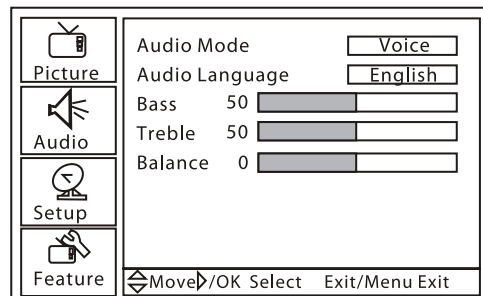 Picture
Audio
Setup
Feature
Audio Mode Voice
Audio Language English
Bass 50
Treble 50
Balance 0
Move /OK Select Exit/Menu Exit